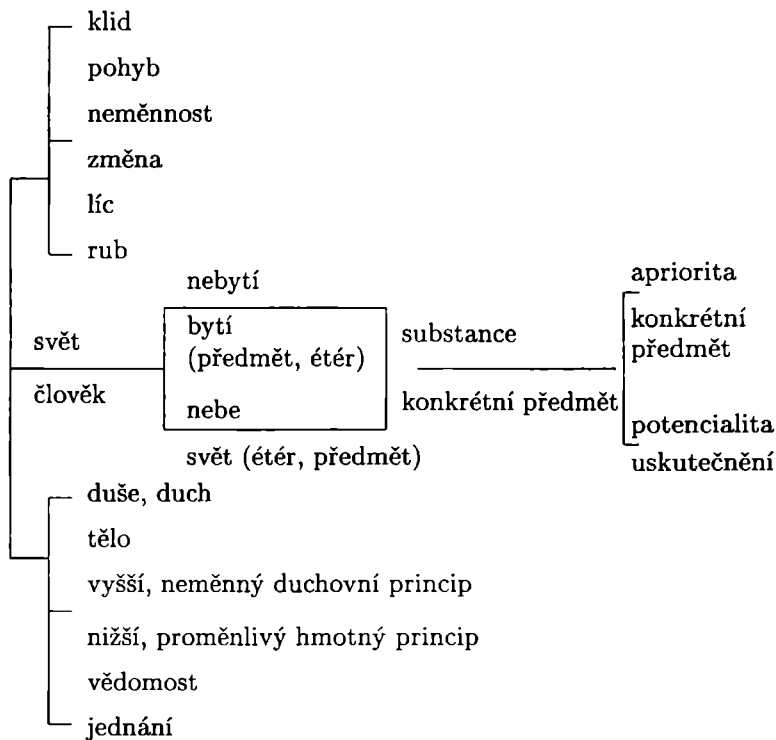 klid
pohyb
neměnnost
změna
líc
rub
svět
člověk
nebytí
bytí
(předmět, étér)
nebe
svět (étér, předmět)
substance
konkrétní předmět
apriorita
konkrétní
předmět
potencialita
uskutečnění
duše, duch
tělo
vyšší, neměnný duchovní princip
nižší, proměnlivý hmotný princip
vědomost
jednání